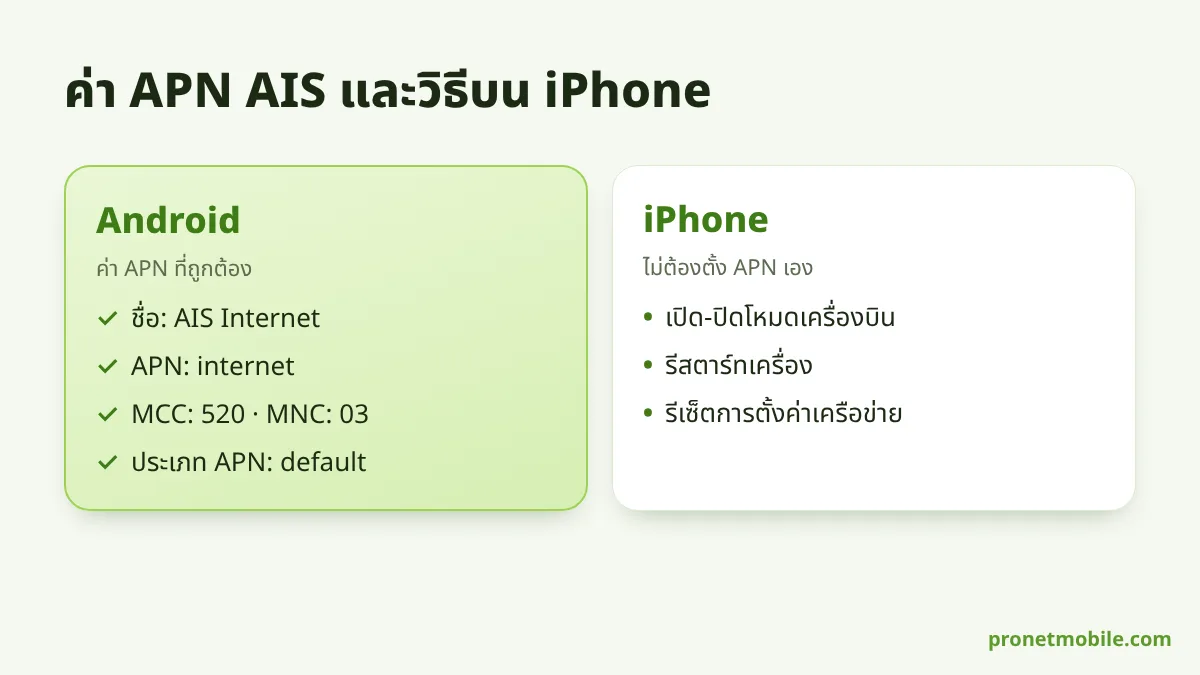 ค่า APN AIS และวิธีบน iPhone
Android
ค่า APN ที่ถูกต้อง
ชื่อ: AIS Internet
APN: internet
MCC: 520 · MNC: 03
ประเภท APN: default
iPhone
ไม่ต้องตั้ง APN เอง
เปิด-ปิดโหมดเครื่องบิน
รีสตาร์ทเครื่อง
รีเซ็ตการตั้งค่าเครือข่าย
pronetmobile.com